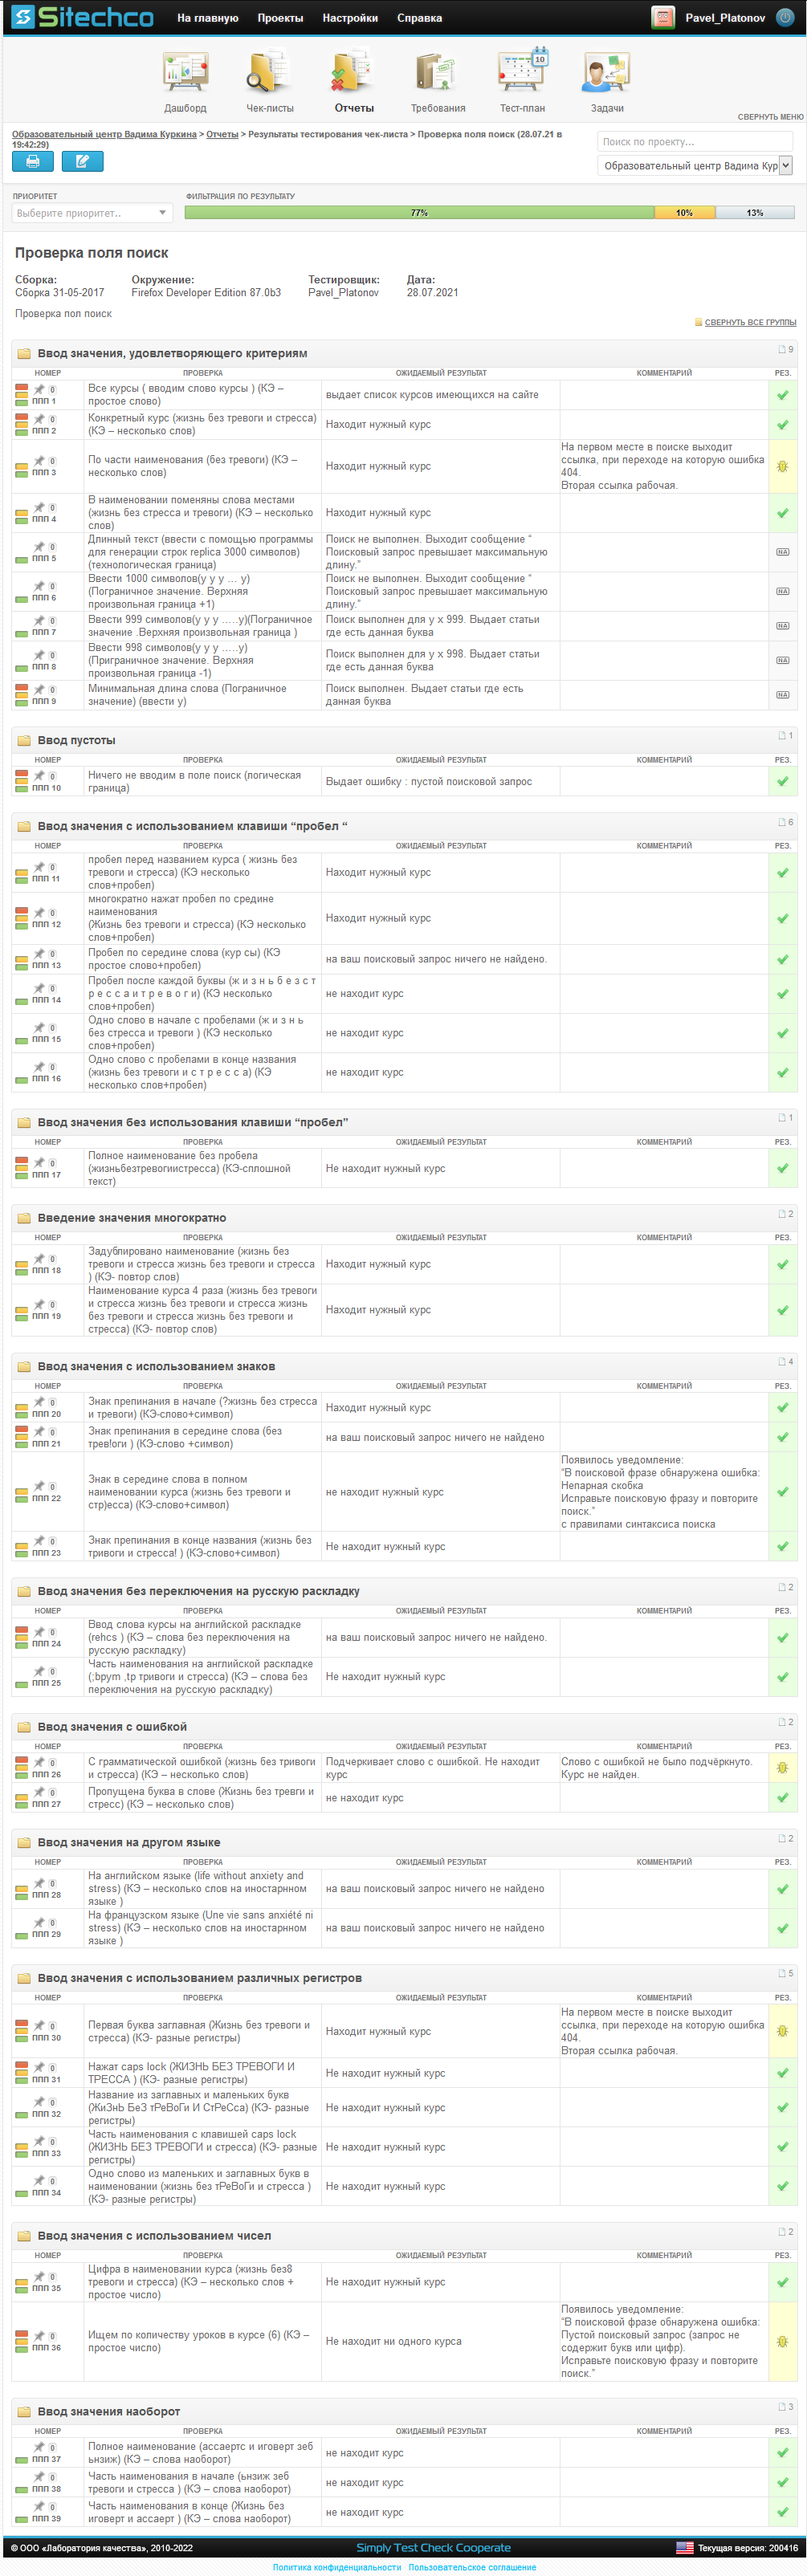 Sitechco
На главную Проекты Настройки Справка
Pavel_Platonov
Дашборд Чек-листы Отчеты Требования Тест-план Задачи
10
СВЕРНУТЬ МЕНЮ
Образовательный центр Вадима Куркина > Отчеты > Результаты тестирования чек-листа > Проверка поля поиск (28.07.21 в
19:42:29)
Поиск по проекту...
Образовательный центр Вадима Кур
ПРИОРИТЕТ
ФИЛЬТРАЦИЯ ПО РЕЗУЛЬТАТУ
Выберите приоритет..
77% 10% 13%
Проверка поля поиск
Сборка: Окружение: Тестировщик: Дата:
Сборка 31-05-2017 Firefox Developer Edition 87.0b3 Pavel_Platonov 28.07.2021
Проверка пол поиск
СВЕРНУТЬ ВСЕ ГРУППЫ
Ввод значения, удовлетворяющего критериям 9
НОМЕР ПРОВЕРКА ОЖИДАЕМЫЙ РЕЗУЛЬТАТ КОММЕНТАРИЙ РЕЗ.
0
ППП 1
Все курсы ( вводим слово курсы ) (КЭ –
простое слово)
выдает список курсов имеющихся на сайте
0
ППП 2
Конкретный курс (жизнь без тревоги и стресса)
(КЭ – несколько слов)
Находит нужный курс
0
ППП 3
По части наименования (без тревоги) (КЭ –
несколько слов)
Находит нужный курс
На первом месте в поиске выходит
ссылка, при переходе на которую ошибка
404.
Вторая ссылка рабочая.
0
ППП 4
В наименовании поменяны слова местами
(жизнь без стресса и тревоги) (КЭ – несколько
слов)
Находит нужный курс
0
ППП 5
Длинный текст (ввести с помощью программы
для генерации строк replica 3000 символов)
(технологическая граница)
Поиск не выполнен. Выходит сообщение “
Поисковый запрос превышает максимальную
длину.”
NA
0
ППП 6
Ввести 1000 символов(у у у ... у)
(Пограничное значение. Верхняя
произвольная граница +1)
Поиск не выполнен. Выходит сообщение “
Поисковый запрос превышает максимальную
длину.”
NA
0
ППП 7
Ввести 999 символов(у у у .....у)(Пограничное
значение .Верхняя произвольная граница )
Поиск выполнен для у х 999. Выдает статьи
где есть данная буква
NA
0
ППП 8
Ввести 998 символов(у у у .....у)
(Приграничное значение. Верхняя
произвольная граница -1)
Поиск выполнен для у х 998. Выдает статьи
где есть данная буква
NA
0
ППП 9
Минимальная длина слова (Пограничное
значение) (ввести у)
Поиск выполнен. Выдает статьи где есть
данная буква
NA
Ввод пустоты 1
НОМЕР ПРОВЕРКА ОЖИДАЕМЫЙ РЕЗУЛЬТАТ КОММЕНТАРИЙ РЕЗ.
0
ППП 10
Ничего не вводим в поле поиск (логическая
граница)
Выдает ошибку : пустой поисковой запрос
Ввод значения с использованием клавиши “пробел “ 6
НОМЕР ПРОВЕРКА ОЖИДАЕМЫЙ РЕЗУЛЬТАТ КОММЕНТАРИЙ РЕЗ.
0
ППП 11
пробел перед названием курса ( жизнь без
тревоги и стресса) (КЭ несколько
слов+пробел)
Находит нужный курс
0
ППП 12
многократно нажат пробел по средине
наименования
(Жизнь без тревоги и стресса) (КЭ несколько
слов+пробел)
Находит нужный курс
0
ППП 13
Пробел по середине слова (кур сы) (КЭ
простое слово+пробел)
на ваш поисковый запрос ничего не найдено.
0
ППП 14
Пробел после каждой буквы (ж и з н ь б е з с т
р е с с а и т р е в о г и) (КЭ несколько
слов+пробел)
не находит курс
0
ППП 15
Одно слово в начале с пробелами (ж и з н ь
без стресса и тревоги ) (КЭ несколько
слов+пробел)
не находит курс
0
ППП 16
Одно слово с пробелами в конце названия
(жизнь без тревоги и с т р е с с а) (КЭ
несколько слов+пробел)
не находит курс
Ввод значения без использования клавиши “пробел” 1
НОМЕР ПРОВЕРКА ОЖИДАЕМЫЙ РЕЗУЛЬТАТ КОММЕНТАРИЙ РЕЗ.
0
ППП 17
Полное наименование без пробела
(жизньбезтревогиистресса) (КЭ-сплошной
текст)
Не находит нужный курс
Введение значения многократно 2
НОМЕР ПРОВЕРКА ОЖИДАЕМЫЙ РЕЗУЛЬТАТ КОММЕНТАРИЙ РЕЗ.
0
ППП 18
Задублировано наименование (жизнь без
тревоги и стресса жизнь без тревоги и стресса
) (КЭ- повтор слов)
Находит нужный курс
0
ППП 19
Наименование курса 4 раза (жизнь без тревоги
и стресса жизнь без тревоги и стресса жизнь
без тревоги и стресса жизнь без тревоги и
стресса) (КЭ- повтор слов)
Находит нужный курс
Ввод значения с использованием знаков 4
НОМЕР ПРОВЕРКА ОЖИДАЕМЫЙ РЕЗУЛЬТАТ КОММЕНТАРИЙ РЕЗ.
0
ППП 20
Знак препинания в начале (?жизнь без стресса
и тревоги) (КЭ-слово+символ)
Находит нужный курс
0
ППП 21
Знак препинания в середине слова (без
трев!оги ) (КЭ-слово +символ)
на ваш поисковый запрос ничего не найдено
0
ППП 22
Знак в середине слова в полном
наименовании курса (жизнь без тревоги и
стр)есса) (КЭ-слово+символ)
не находит нужный курс
Появилось уведомление:
“В поисковой фразе обнаружена ошибка:
Непарная скобка
Исправьте поисковую фразу и повторите
поиск.”
с правилами синтаксиса поиска
0
ППП 23
Знак препинания в конце названия (жизнь без
тривоги и стресса! ) (КЭ-слово+символ)
Не находит нужный курс
Ввод значения без переключения на русскую раскладку 2
НОМЕР ПРОВЕРКА ОЖИДАЕМЫЙ РЕЗУЛЬТАТ КОММЕНТАРИЙ РЕЗ.
0
ППП 24
Ввод слова курсы на английской раскладке
(rehcs ) (КЭ – слова без переключения на
русскую раскладку)
на ваш поисковый запрос ничего не найдено.
0
ППП 25
Часть наименования на английской раскладке
(;bpym ,tp тривоги и стресса) (КЭ – слова без
переключения на русскую раскладку)
Не находит нужный курс
Ввод значения с ошибкой 2
НОМЕР ПРОВЕРКА ОЖИДАЕМЫЙ РЕЗУЛЬТАТ КОММЕНТАРИЙ РЕЗ.
0
ППП 26
С грамматической ошибкой (жизнь без тривоги
и стресса) (КЭ – несколько слов)
Подчеркивает слово с ошибкой. Не находит
курс
Слово с ошибкой не было подчёркнуто.
Курс не найден.
0
ППП 27
Пропущена буква в слове (Жизнь без тревги и
стресс) (КЭ – несколько слов)
не находит курс
Ввод значения на другом языке 2
НОМЕР ПРОВЕРКА ОЖИДАЕМЫЙ РЕЗУЛЬТАТ КОММЕНТАРИЙ РЕЗ.
0
ППП 28
На английском языке (life without anxiety and
stress) (КЭ – несколько слов на иностарнном
языке )
на ваш поисковый запрос ничего не найдено
0
ППП 29
На французском языке (Une vie sans anxiété ni
stress) (КЭ – несколько слов на иностарнном
языке )
на ваш поисковый запрос ничего не найдено
Ввод значения с использованием различных регистров 5
НОМЕР ПРОВЕРКА ОЖИДАЕМЫЙ РЕЗУЛЬТАТ КОММЕНТАРИЙ РЕЗ.
0
ППП 30
Первая буква заглавная (Жизнь без тревоги и
стресса) (КЭ- разные регистры)
Находит нужный курс
На первом месте в поиске выходит
ссылка, при переходе на которую ошибка
404.
Вторая ссылка рабочая.
0
ППП 31
Нажат caps lock (ЖИЗНЬ БЕЗ ТРЕВОГИ И
ТРЕССА ) (КЭ- разные регистры)
Не находит нужный курс
0
ППП 32
Название из заглавных и маленьких букв
(ЖиЗнЬ БеЗ тРеВоГи И СтРеСса) (КЭ- разные
регистры)
Не находит нужный курс
0
ППП 33
Часть наименования с клавишей caps lock
(ЖИЗНЬ БЕЗ ТРЕВОГИ и стресса) (КЭ- разные
регистры)
Не находит нужный курс
0
ППП 34
Одно слово из маленьких и заглавных букв в
наименовании (жизнь без тРеВоГи и стресса )
(КЭ- разные регистры)
Не находит нужный курс
Ввод значения с использованием чисел 2
НОМЕР ПРОВЕРКА ОЖИДАЕМЫЙ РЕЗУЛЬТАТ КОММЕНТАРИЙ РЕЗ.
0
ППП 35
Цифра в наименовании курса (жизнь без8
тревоги и стресса) (КЭ – несколько слов +
простое число)
Не находит нужный курс
0
ППП 36
Ищем по количеству уроков в курсе (6) (КЭ –
простое число)
Не находит ни одного курса
Появилось уведомление:
“В поисковой фразе обнаружена ошибка:
Пустой поисковый запрос (запрос не
содержит букв или цифр).
Исправьте поисковую фразу и повторите
поиск.”
Ввод значения наоборот 3
НОМЕР ПРОВЕРКА ОЖИДАЕМЫЙ РЕЗУЛЬТАТ КОММЕНТАРИЙ РЕЗ.
0
ППП 37
Полное наименование (ассаертс и иговерт зеб
ьнзиж) (КЭ – слова наоборот)
не находит курс
0
ППП 38
Часть наименования в начале (ьнзиж зеб
тревоги и стресса ) (КЭ – слова наоборот)
не находит курс
0
ППП 39
Часть наименования в конце (Жизнь без
иговерт и ассаерт ) (КЭ – слова наоборот)
не находит курс
© ООО «Лаборатория качества», 2010-2022 Simply Test Check Cooperate Текущая версия: 200416
Политика конфиденциальности Пользовательское соглашение